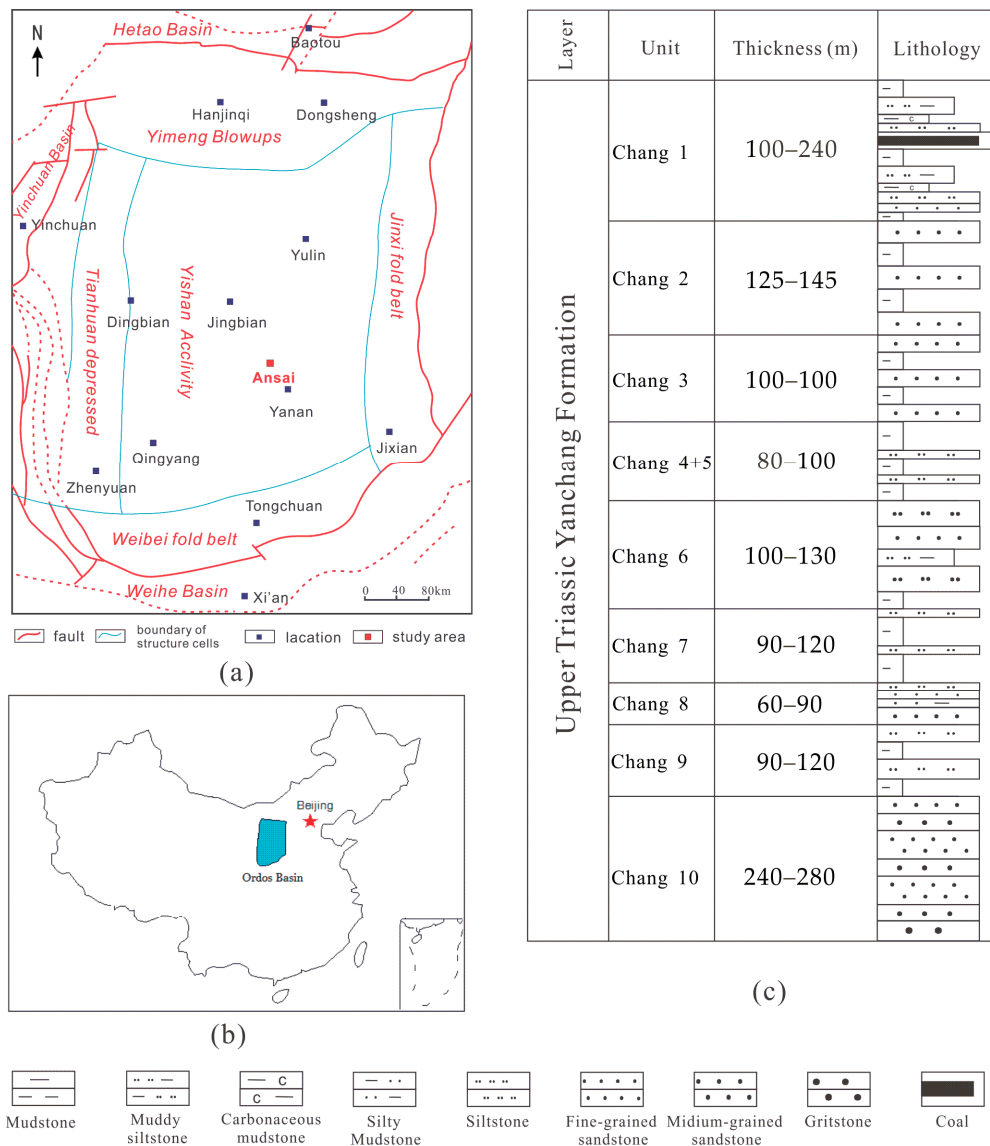 N
Hetao Basin
Baotou
Hanjinqi
Dongsheng
Yimeng Blowups
Yinchuan Basin
Yinchuan
Yulin
Jinxi fold belt
Tianhuan depressed
Yishan Acclivity
Dingbian
Jingbian
Ansai
Yanan
Jixian
Qingyang
Zhenyuan
Tongchuan
Weibei fold belt
Weihe Basin
Xi'an
0 40 80km
fault
boundary of
structure cells
lacation
study area
(a)
Beijing
Ordos Basin
(b)
Layer
Unit
Thickness (m)
Lithology
Upper Triassic Yanchang Formation
Chang 1
100–240
Chang 2
125–145
Chang 3
100–100
Chang 4+5
80–100
Chang 6
100–130
Chang 7
90–120
Chang 8
60–90
Chang 9
90–120
Chang 10
240–280
c
c
(c)
c
c
Mudstone
Muddy
siltstone
Carbonaceous
mudstone
Silty
Mudstone
Siltstone
Fine-grained
sandstone
Midium-grained
sandstone
Gritstone
Coal